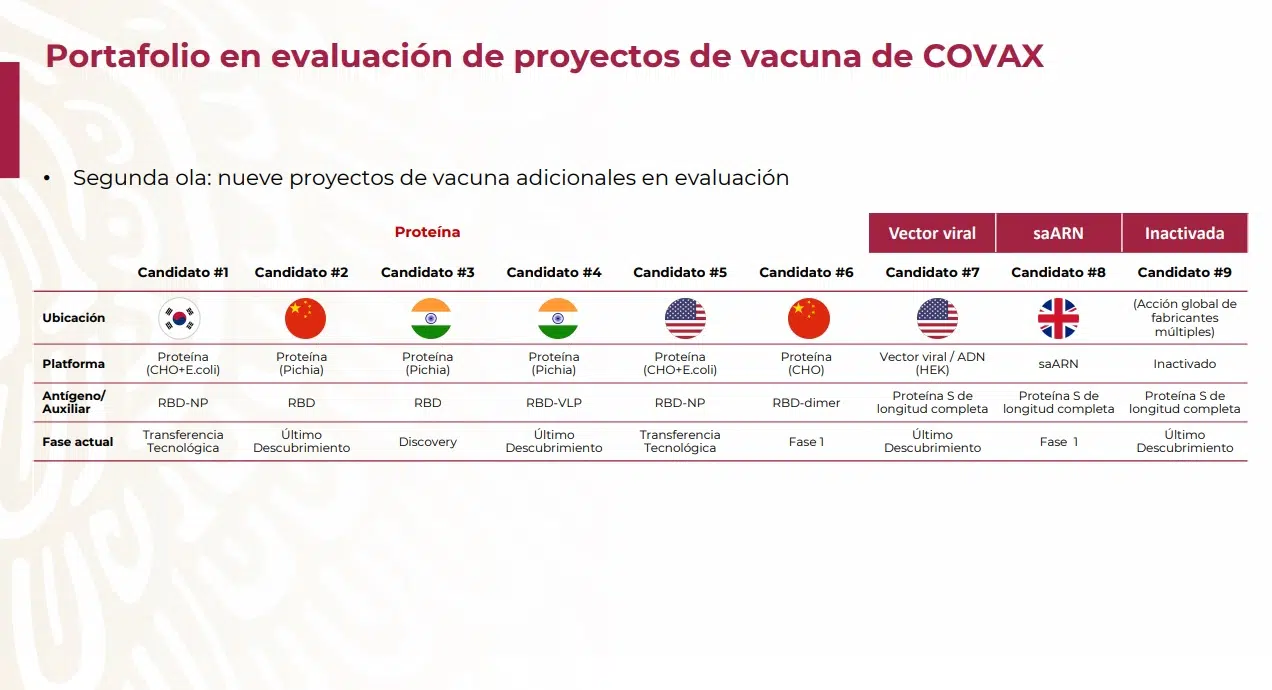 Portafolio en evaluación de proyectos de vacuna de COVAX
• Segunda ola: nueve proyectos de vacuna adicionales en evaluación
Proteína Vector viral saARN Inactivada
Candidato #1 Candidato #2 Candidato #3 Candidato #4 Candidato #5 Candidato #6 Candidato #7 Candidato #8 Candidato #9
Ubicación (Acción global de
fabricantes
múltiples)
Platforma Proteína Proteína Proteína Proteína Proteína Proteína Vector viral / ADN saARN Inactivado
(CHO+E.coli) (Pichia) (Pichia) (Pichia) (CHO+E.coli) (CHO) (HEK)
Antígeno/ RBD-NP RBD RBD RBD-VLP RBD-NP RBD-dimer Proteína S de Proteína S de Proteína S de
Auxiliar longitud completa longitud completa longitud completa
Fase actual Transferencia Último Discovery Último Transferencia Fase 1 Último Fase 1 Último
Tecnológica Descubrimiento Descubrimiento Tecnológica Descubrimiento Descubrimiento